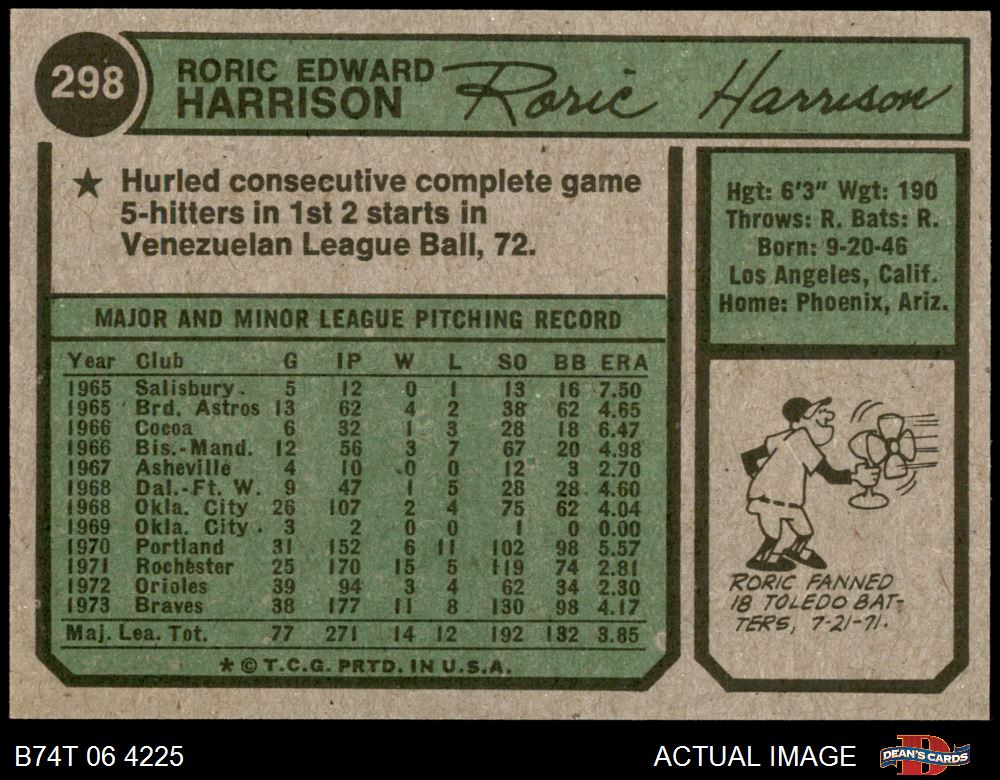 298
RORIC EDWARD
HARRISON
Roric Harrison
★ Hurled consecutive complete game
5-hitters in 1st 2 starts in
Venezuelan League Ball, 72.
MAJOR AND MINOR LEAGUE PITCHING RECORD
Year Club G IP W L SO BB ERA
1965 Salisbury 5 12 0 1 13 16 7.50
1965 Brd. Astros 13 62 4 2 38 62 4.65
1966 Cocoa 6 32 1 3 28 18 6.47
1966 Bis.-Mand. 12 56 3 7 67 20 4.98
1967 Asheville 4 10 0 0 12 3 2.70
1968 Dal.-Ft. W. 9 47 1 5 28 28 4.60
1968 Okla. City 26 107 2 4 75 62 4.04
1969 Okla. City 3 2 0 0 1 0 0.00
1970 Portland 31 152 6 11 102 98 5.57
1971 Rochester 25 170 15 5 119 74 2.81
1972 Orioles 39 94 3 4 62 34 2.30
1973 Braves 38 177 11 8 130 98 4.17
Maj. Lea. Tot. 77 271 14 12 192 132 3.85
* © T.C.G. PRTD. IN U.S.A.
Hgt: 6'3" Wgt: 190
Throws: R. Bats: R.
Born: 9-20-46
Los Angeles, Calif.
Home: Phoenix, Ariz.
RORIC FANNED
18 TOLEDO BAT-
TERS, 7-21-71.
B74T 06 4225
ACTUAL IMAGE
DEAN'S CARDS